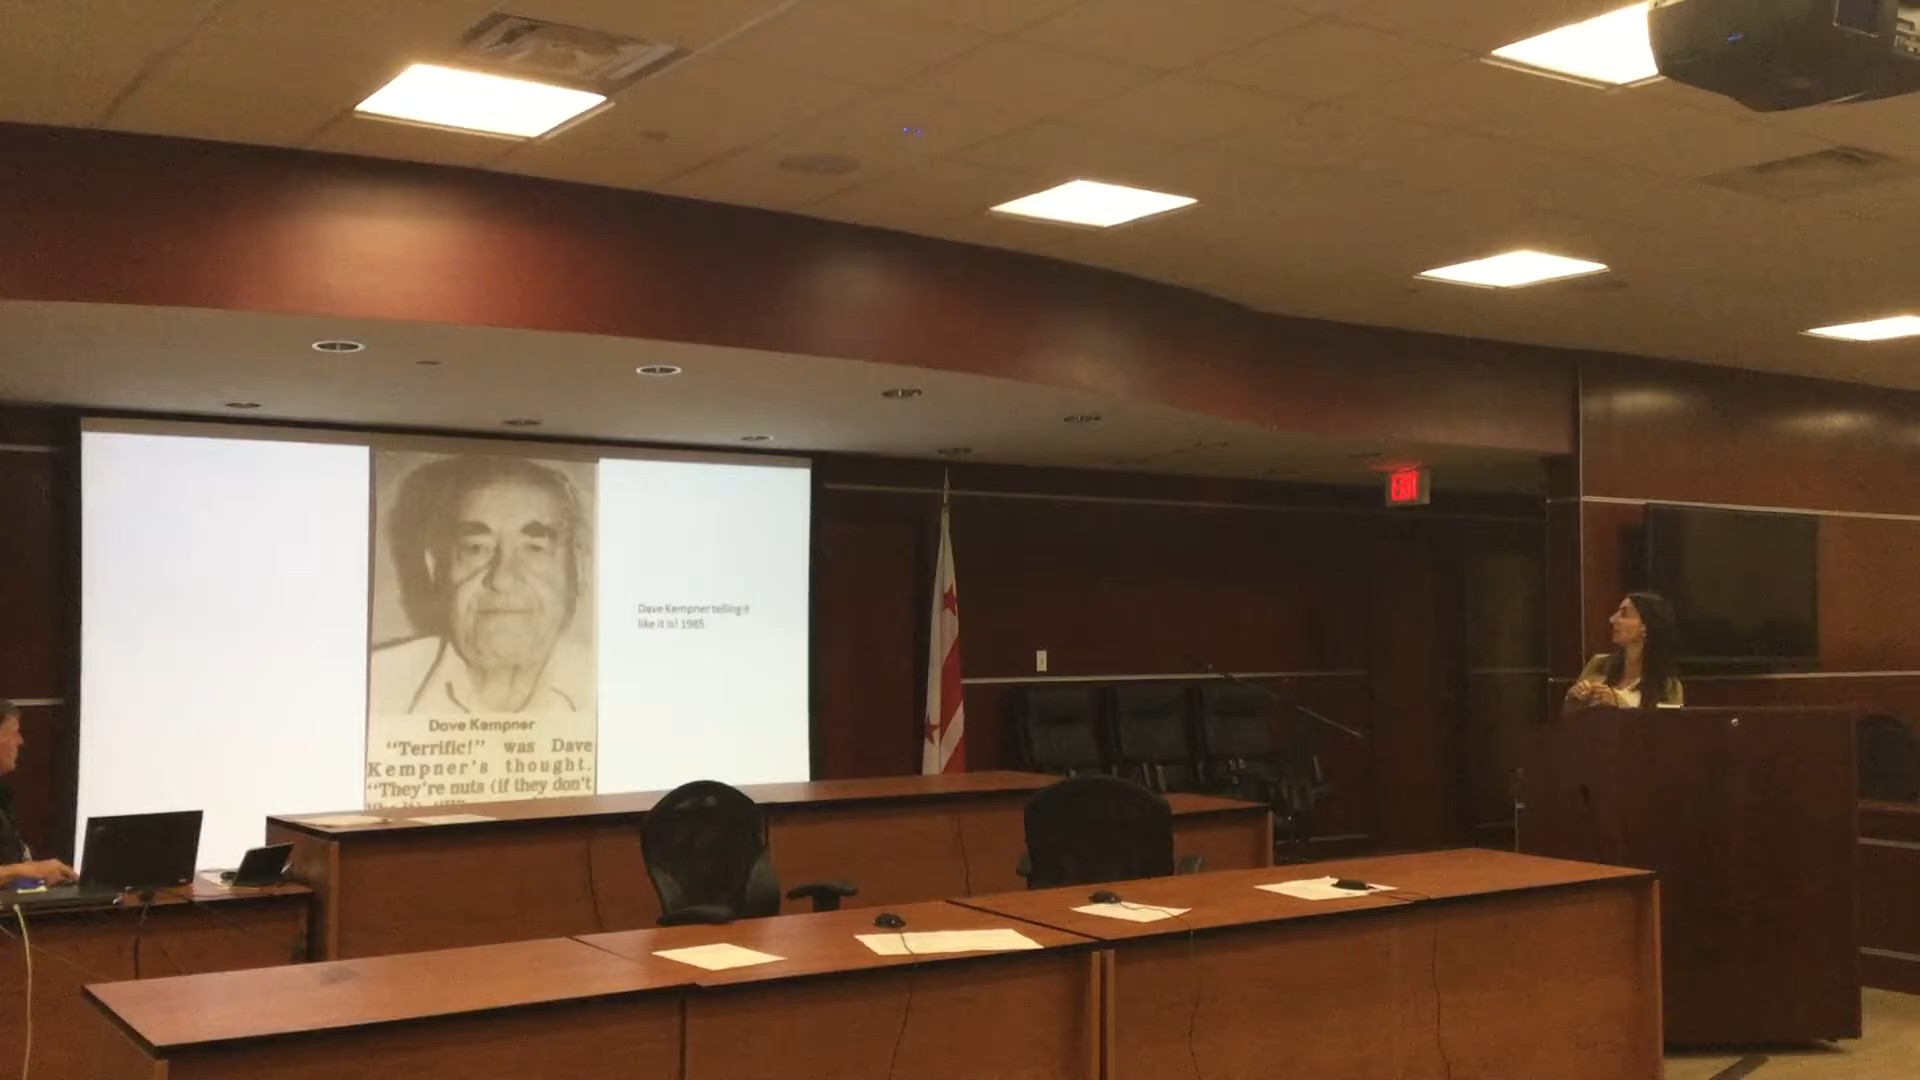 Dave Kempner
"Terrific!" was Dave
Kempner's thought.
"They're nuts (if they don't
Dave Kempner telling it
like it is! 1985.
EXIT